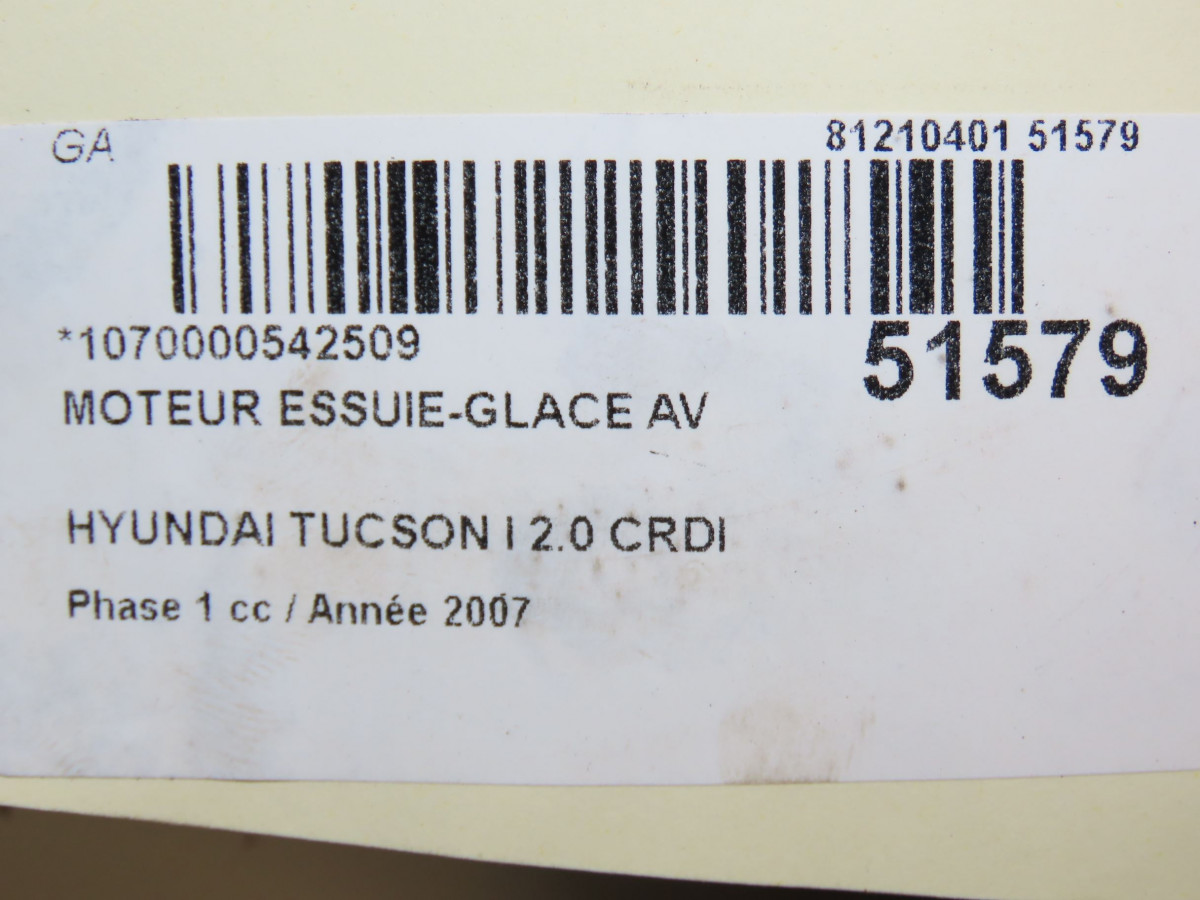 GA
81210401 51579
*1070000542509
51579
MOTEUR ESSUIE-GLACE AV
HYUNDAI TUCSON I 2.0 CRDI
Phase 1 cc / Année 2007